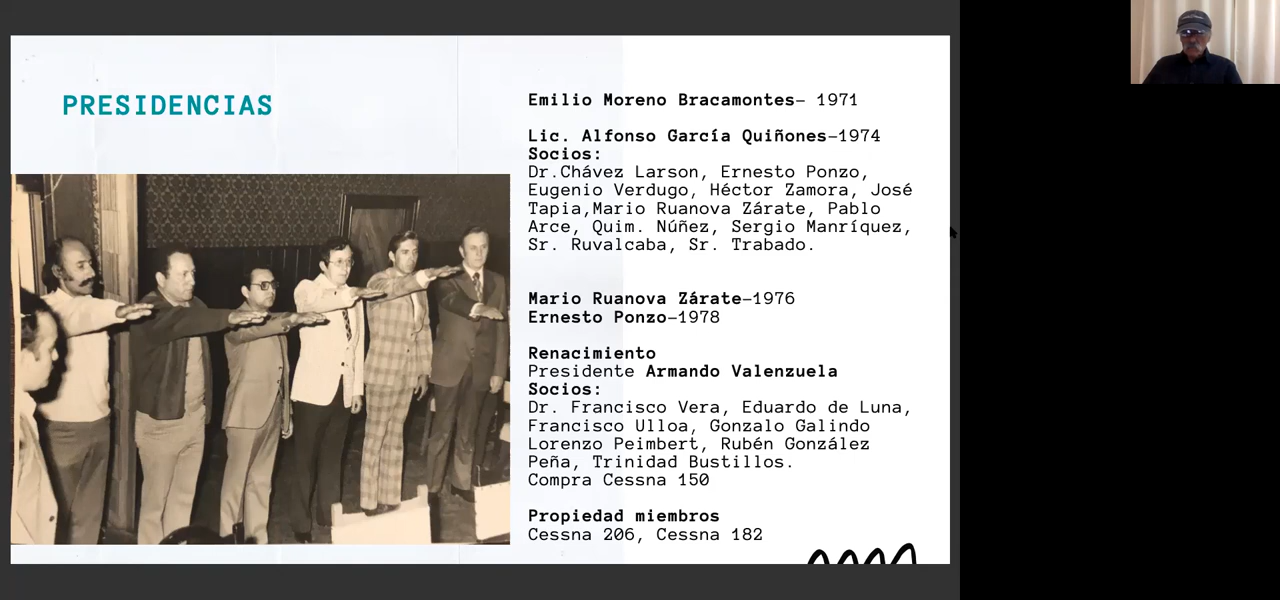 PRESIDENCIAS
Emilio Moreno Bracamontes- 1971
Lic. Alfonso García Quiñones-1974
Socios:
Dr.Chávez Larson, Ernesto Ponzo,
Eugenio Verdugo, Héctor Zamora, José
Tapia,Mario Ruanova Zárate, Pablo
Arce, Quim. Núñez, Sergio Manríquez,
Sr. Ruvalcaba, Sr. Trabado.
Mario Ruanova Zárate-1976
Ernesto Ponzo-1978
Renacimiento
Presidente Armando Valenzuela
Socios:
Dr. Francisco Vera, Eduardo de Luna,
Francisco Ulloa, Gonzalo Galindo
Lorenzo Peimbert, Rubén González
Peña, Trinidad Bustillos.
Compra Cessna 150
Propiedad miembros
Cessna 206, Cessna 182